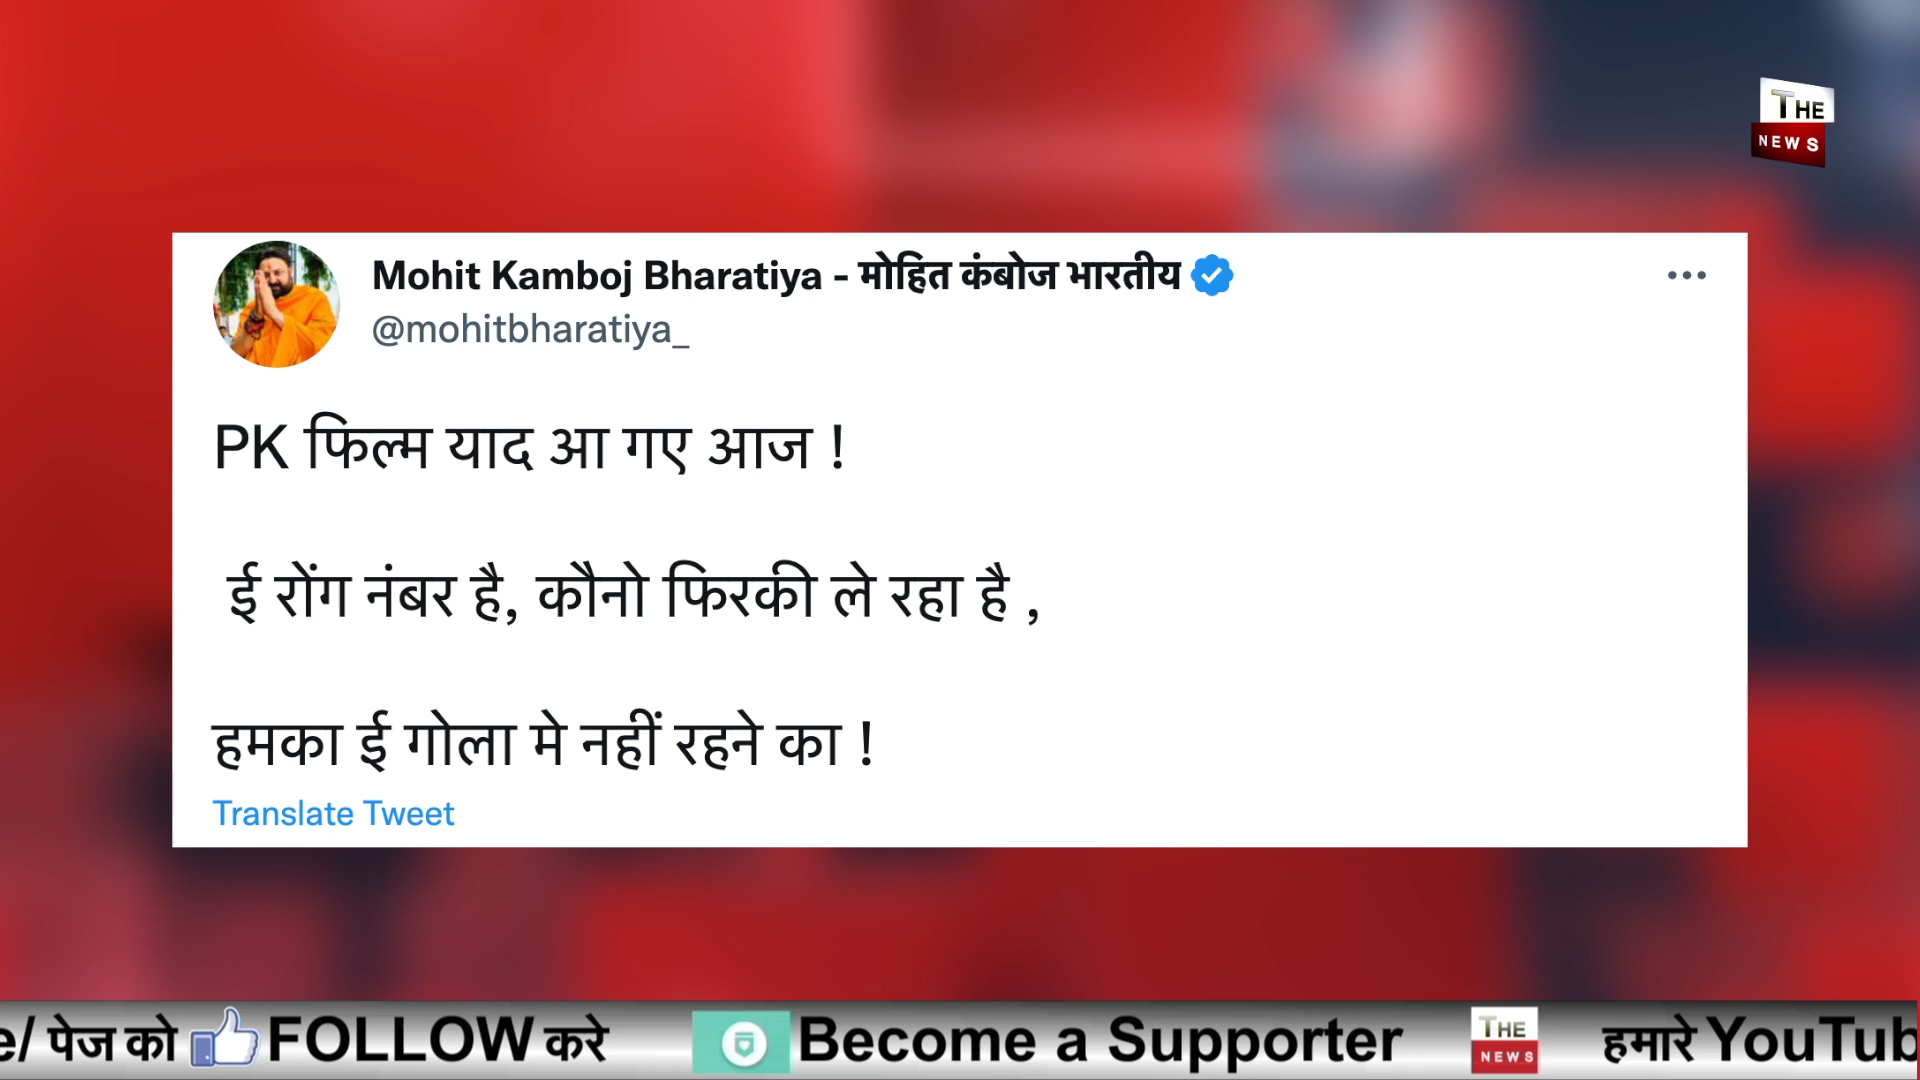 THE
NEWS
Mohit Kamboj Bharatiya - मोहित कंबोज भारतीय
@mohitbharatiya_
PK फिल्म याद आ गए आज !
ई रोंग नंबर है, कौनो फिरकी ले रहा है ,
हमका ई गोला मे नहीं रहने का !
Translate Tweet
e/ पेज को FOLLOW करे Become a Supporter THE NEWS हमारे YouTub